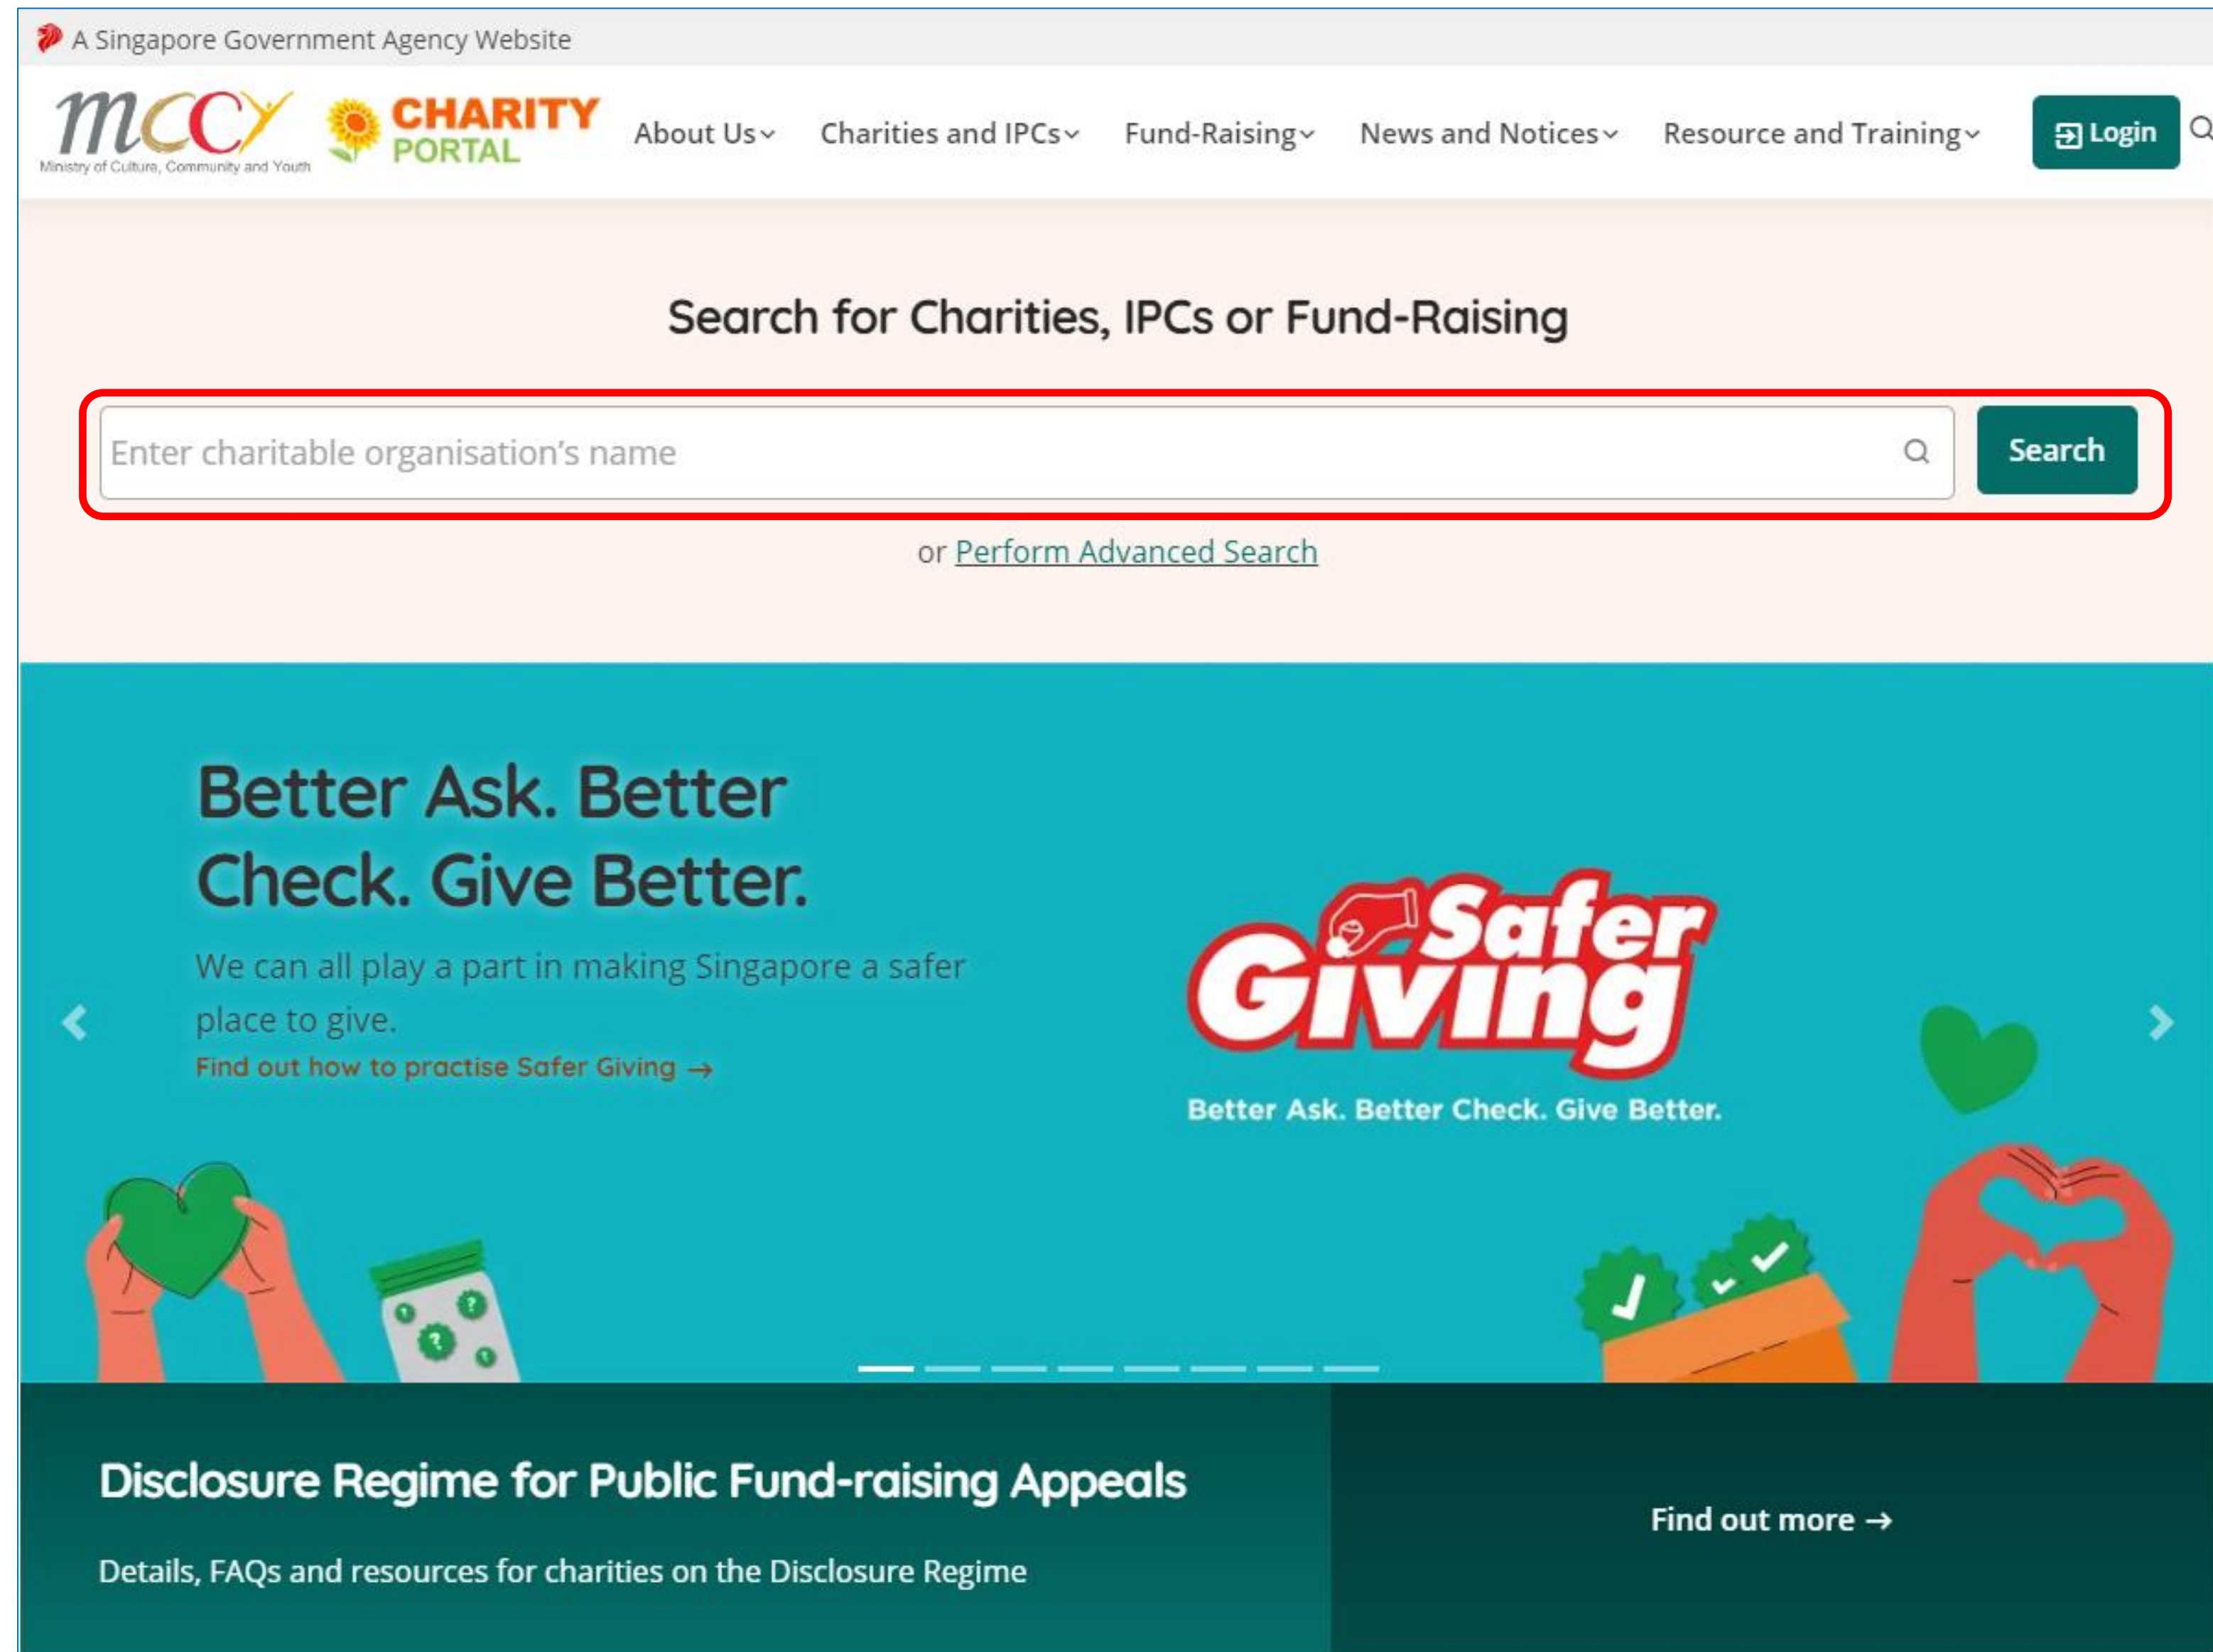 A Singapore Government Agency Website
mccy
Ministry of Culture, Community and Youth
CHARITY
PORTAL
About Us
Charities and IPCs
Fund-Raising
News and Notices
Resource and Training
Login
Search for Charities, IPCs or Fund-Raising
Enter charitable organisation's name
Search
or Perform Advanced Search
Better Ask. Better
Check. Give Better.
We can all play a part in making Singapore a safer
place to give.
Find out how to practise Safer Giving →
Safer
Giving
Better Ask. Better Check. Give Better.
Disclosure Regime for Public Fund-raising Appeals
Details, FAQs and resources for charities on the Disclosure Regime
Find out more →